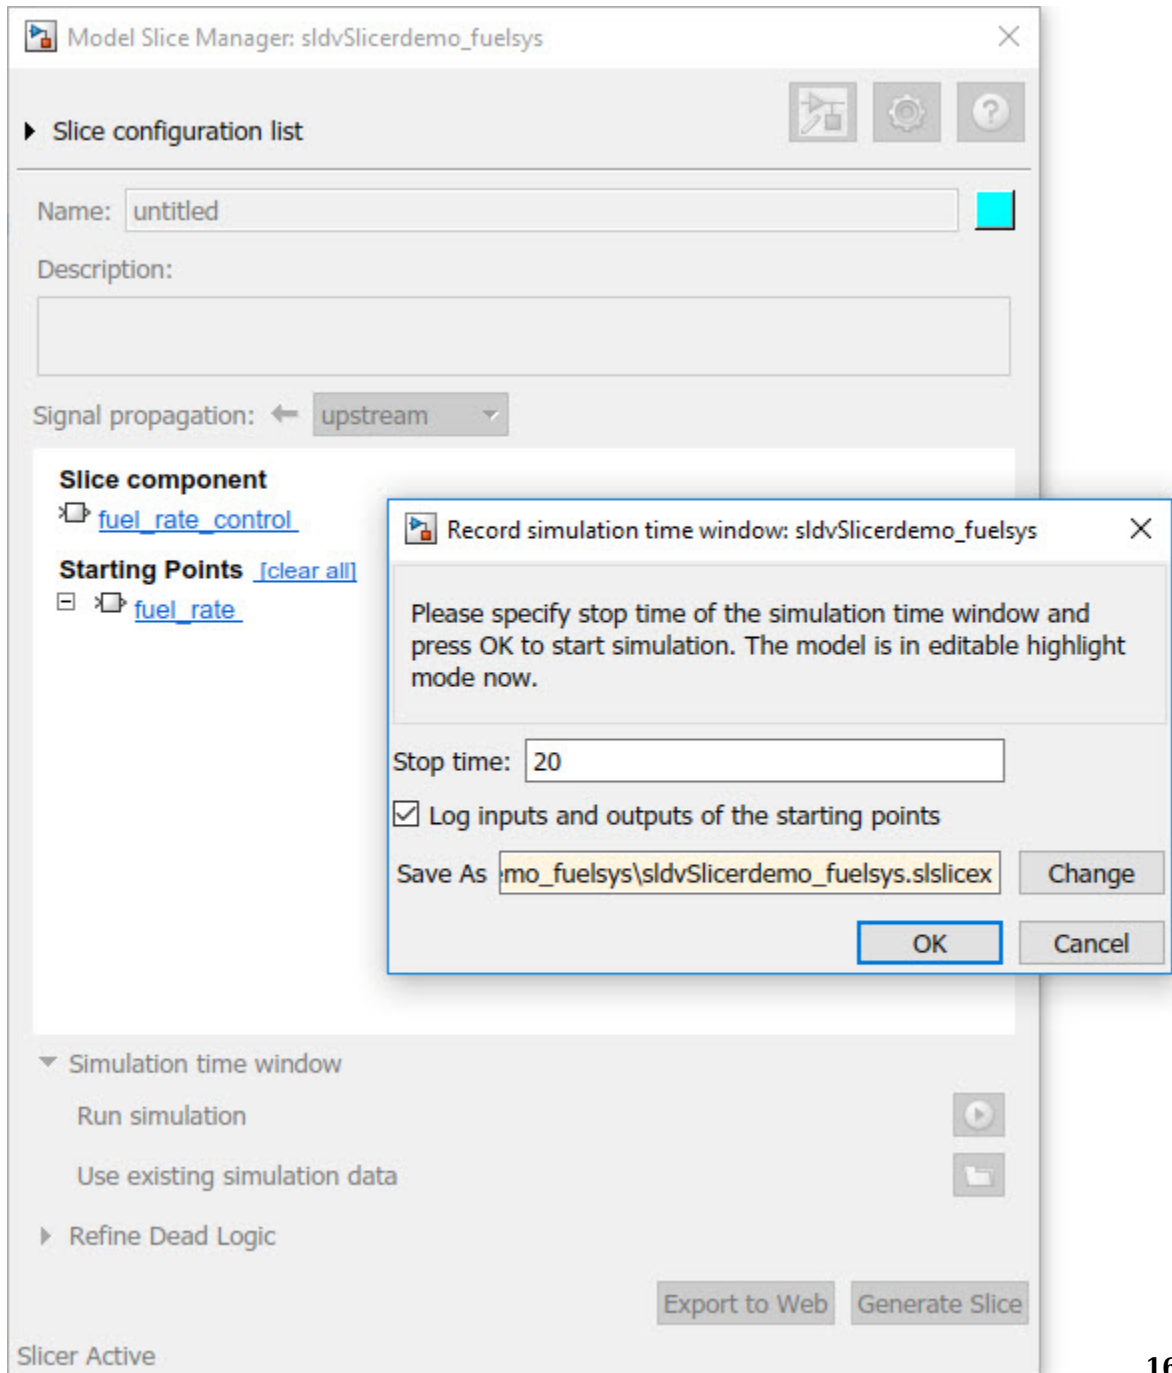 Model Slice Manager: sldvSlicerdemo_fuelsys
Slice configuration list
Name: untitled
Description:
Signal propagation: upstream
Slice component
fuel_rate_control
Starting Points [clear all]
fuel_rate
Record simulation time window: sldvSlicerdemo_fuelsys
Please specify stop time of the simulation time window and
press OK to start simulation. The model is in editable highlight
mode now.
Stop time: 20
Log inputs and outputs of the starting points
Save As mo_fuelsys\sldvSlicerdemo_fuelsys.slslicex Change
OK Cancel
Simulation time window
Run simulation
Use existing simulation data
Refine Dead Logic
Export to Web Generate Slice
Slicer Active
16